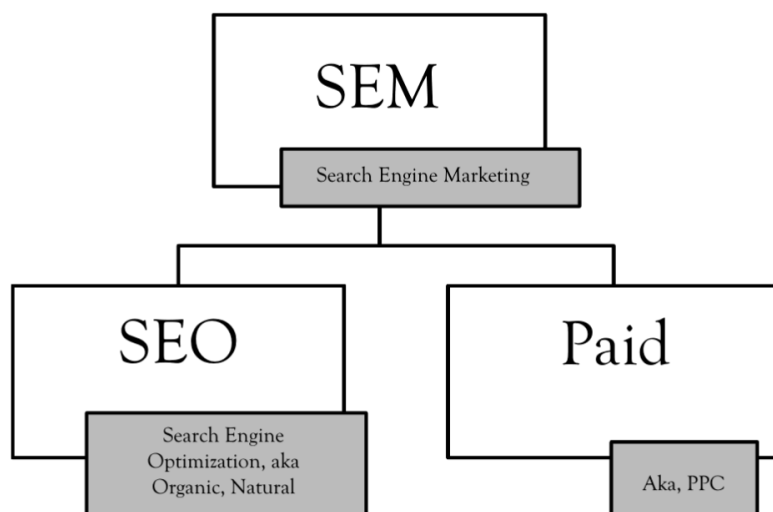 SEM
Search Engine Marketing
SEO
Search Engine
Optimization, aka
Organic, Natural
Paid
Aka, PPC